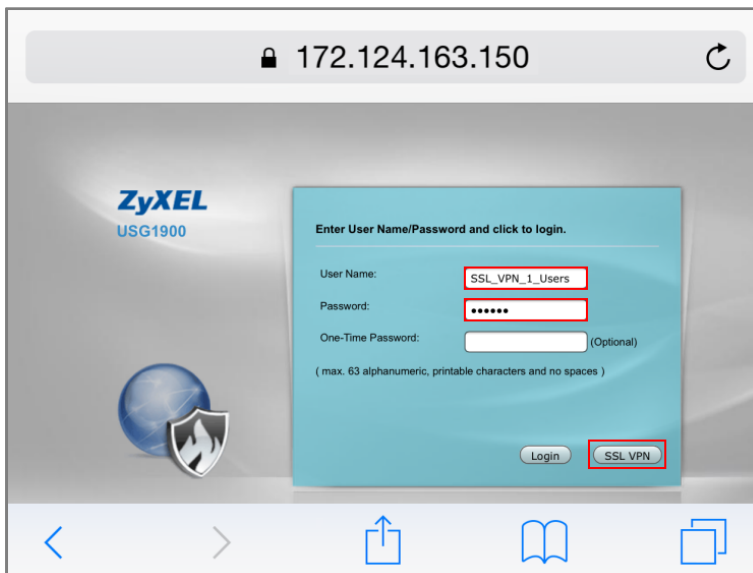 172.124.163.150
ZyXEL
USG1900
Enter User Name/Password and click to login.
User Name: SSL_VPN_1_Users
Password: ••••••
One-Time Password: (Optional)
( max. 63 alphanumeric, printable characters and no spaces )
Login SSL VPN